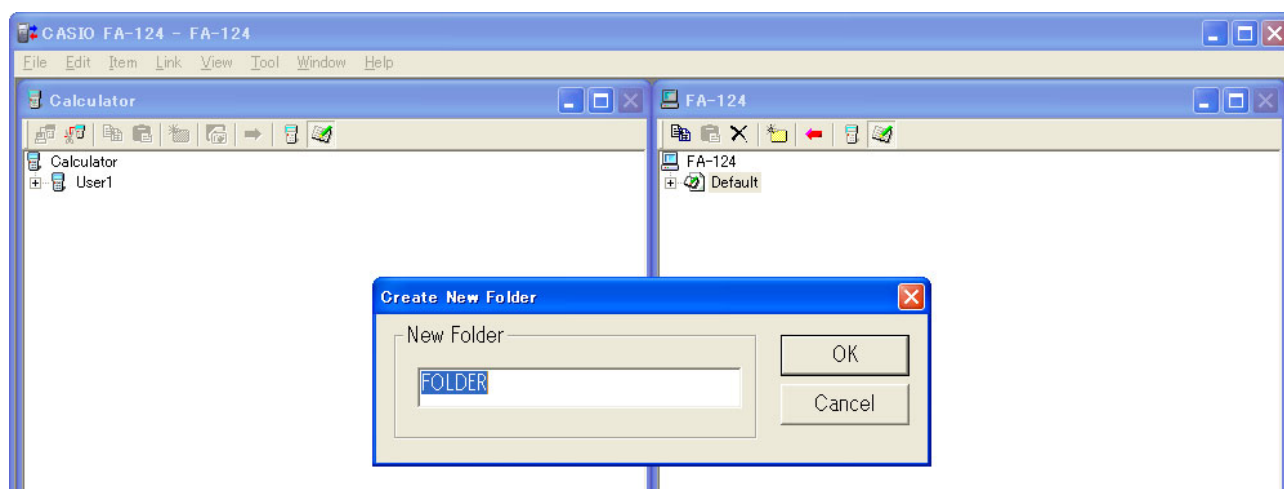 CASIO FA-124 - FA-124
File Edit Item Link View Tool Window Help
Calculator
Calculator
User1
FA-124
FA-124
Default
Create New Folder
New Folder
FOLDER
OK
Cancel